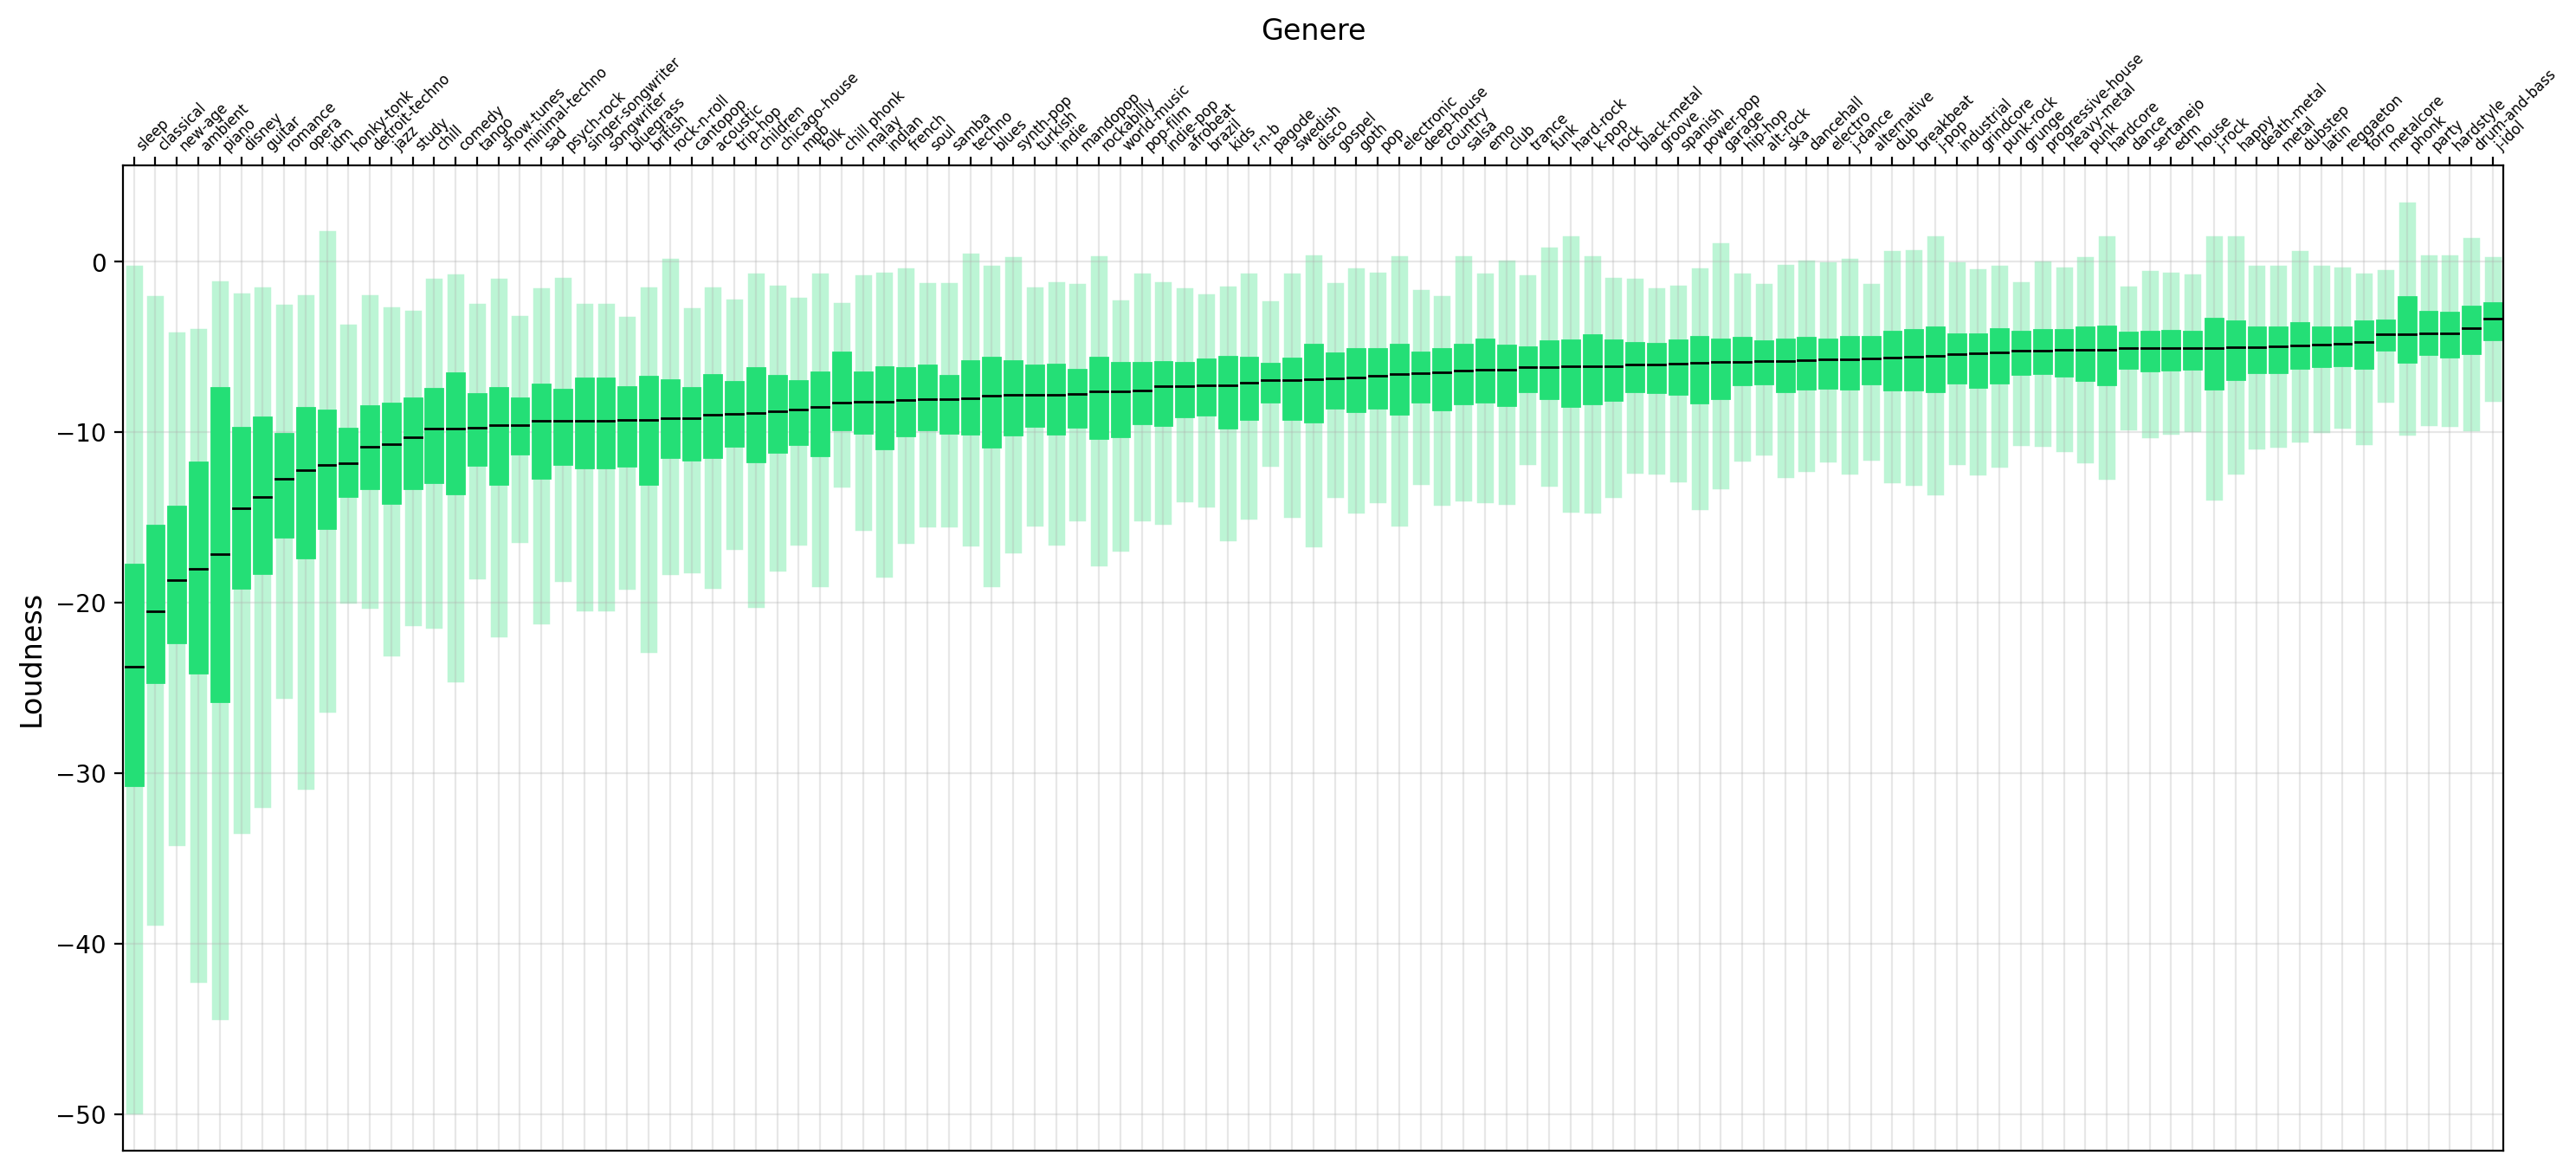 Genere
sleep
classical
new-age
ambient
piano
disney
guitar
romance
opera
idm
honky-tonk
detroit-techno
jazz
study
chill
comedy
tango
show-tunes
minimal-techno
sad
psych-rock
singer-songwriter
songwriter
bluegrass
british
rock-n-roll
cantopop
acoustic
trip-hop
children
chicago-house
mpb
folk
chill phonk
malay
indian
french
soul
samba
techno
blues
synth-pop
turkish
indie
mandopop
rockabilly
world-music
pop-film
indie-pop
afrobeat
brazil
kids
r-n-b
pagode
swedish
disco
gospel
goth
pop
electronic
deep-house
country
salsa
emo
club
trance
funk
hard-rock
k-pop
rock
black-metal
groove
spanish
power-pop
garage
hip-hop
alt-rock
ska
dancehall
electro
j-dance
alternative
dub
breakbeat
j-pop
industrial
grindcore
punk-rock
grunge
progressive-house
heavy-metal
punk
hardcore
dance
sertanejo
edm
house
j-rock
happy
death-metal
metal
dubstep
latin
reggaeton
forro
metalcore
phonk
party
hardstyle
drum-and-bass
j-idol
0
−10
−20
−30
−40
−50
Loudness